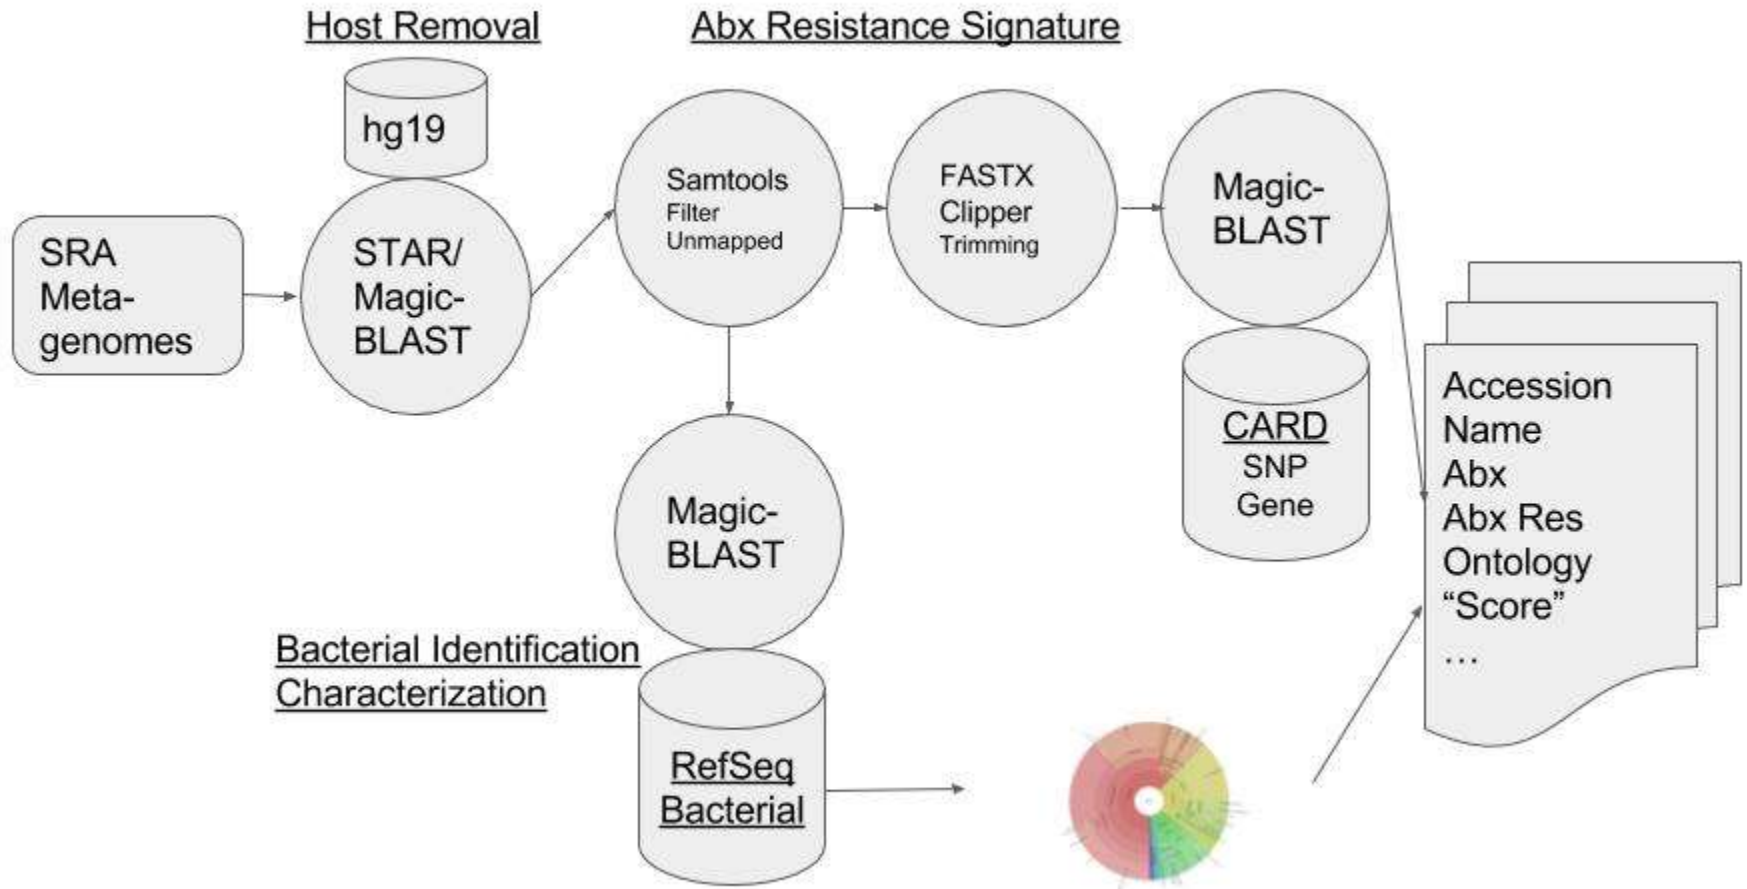 Host Removal
Abx Resistance Signature
hg19
SRA
Meta-
genomes
STAR/
Magic-
BLAST
Samtools
Filter
Unmapped
FASTX
Clipper
Trimming
Magic-
BLAST
CARD
SNP
Gene
Accession
Name
Abx
Abx Res
Ontology
“Score”
...
Magic-
BLAST
Bacterial Identification
Characterization
RefSeq
Bacterial